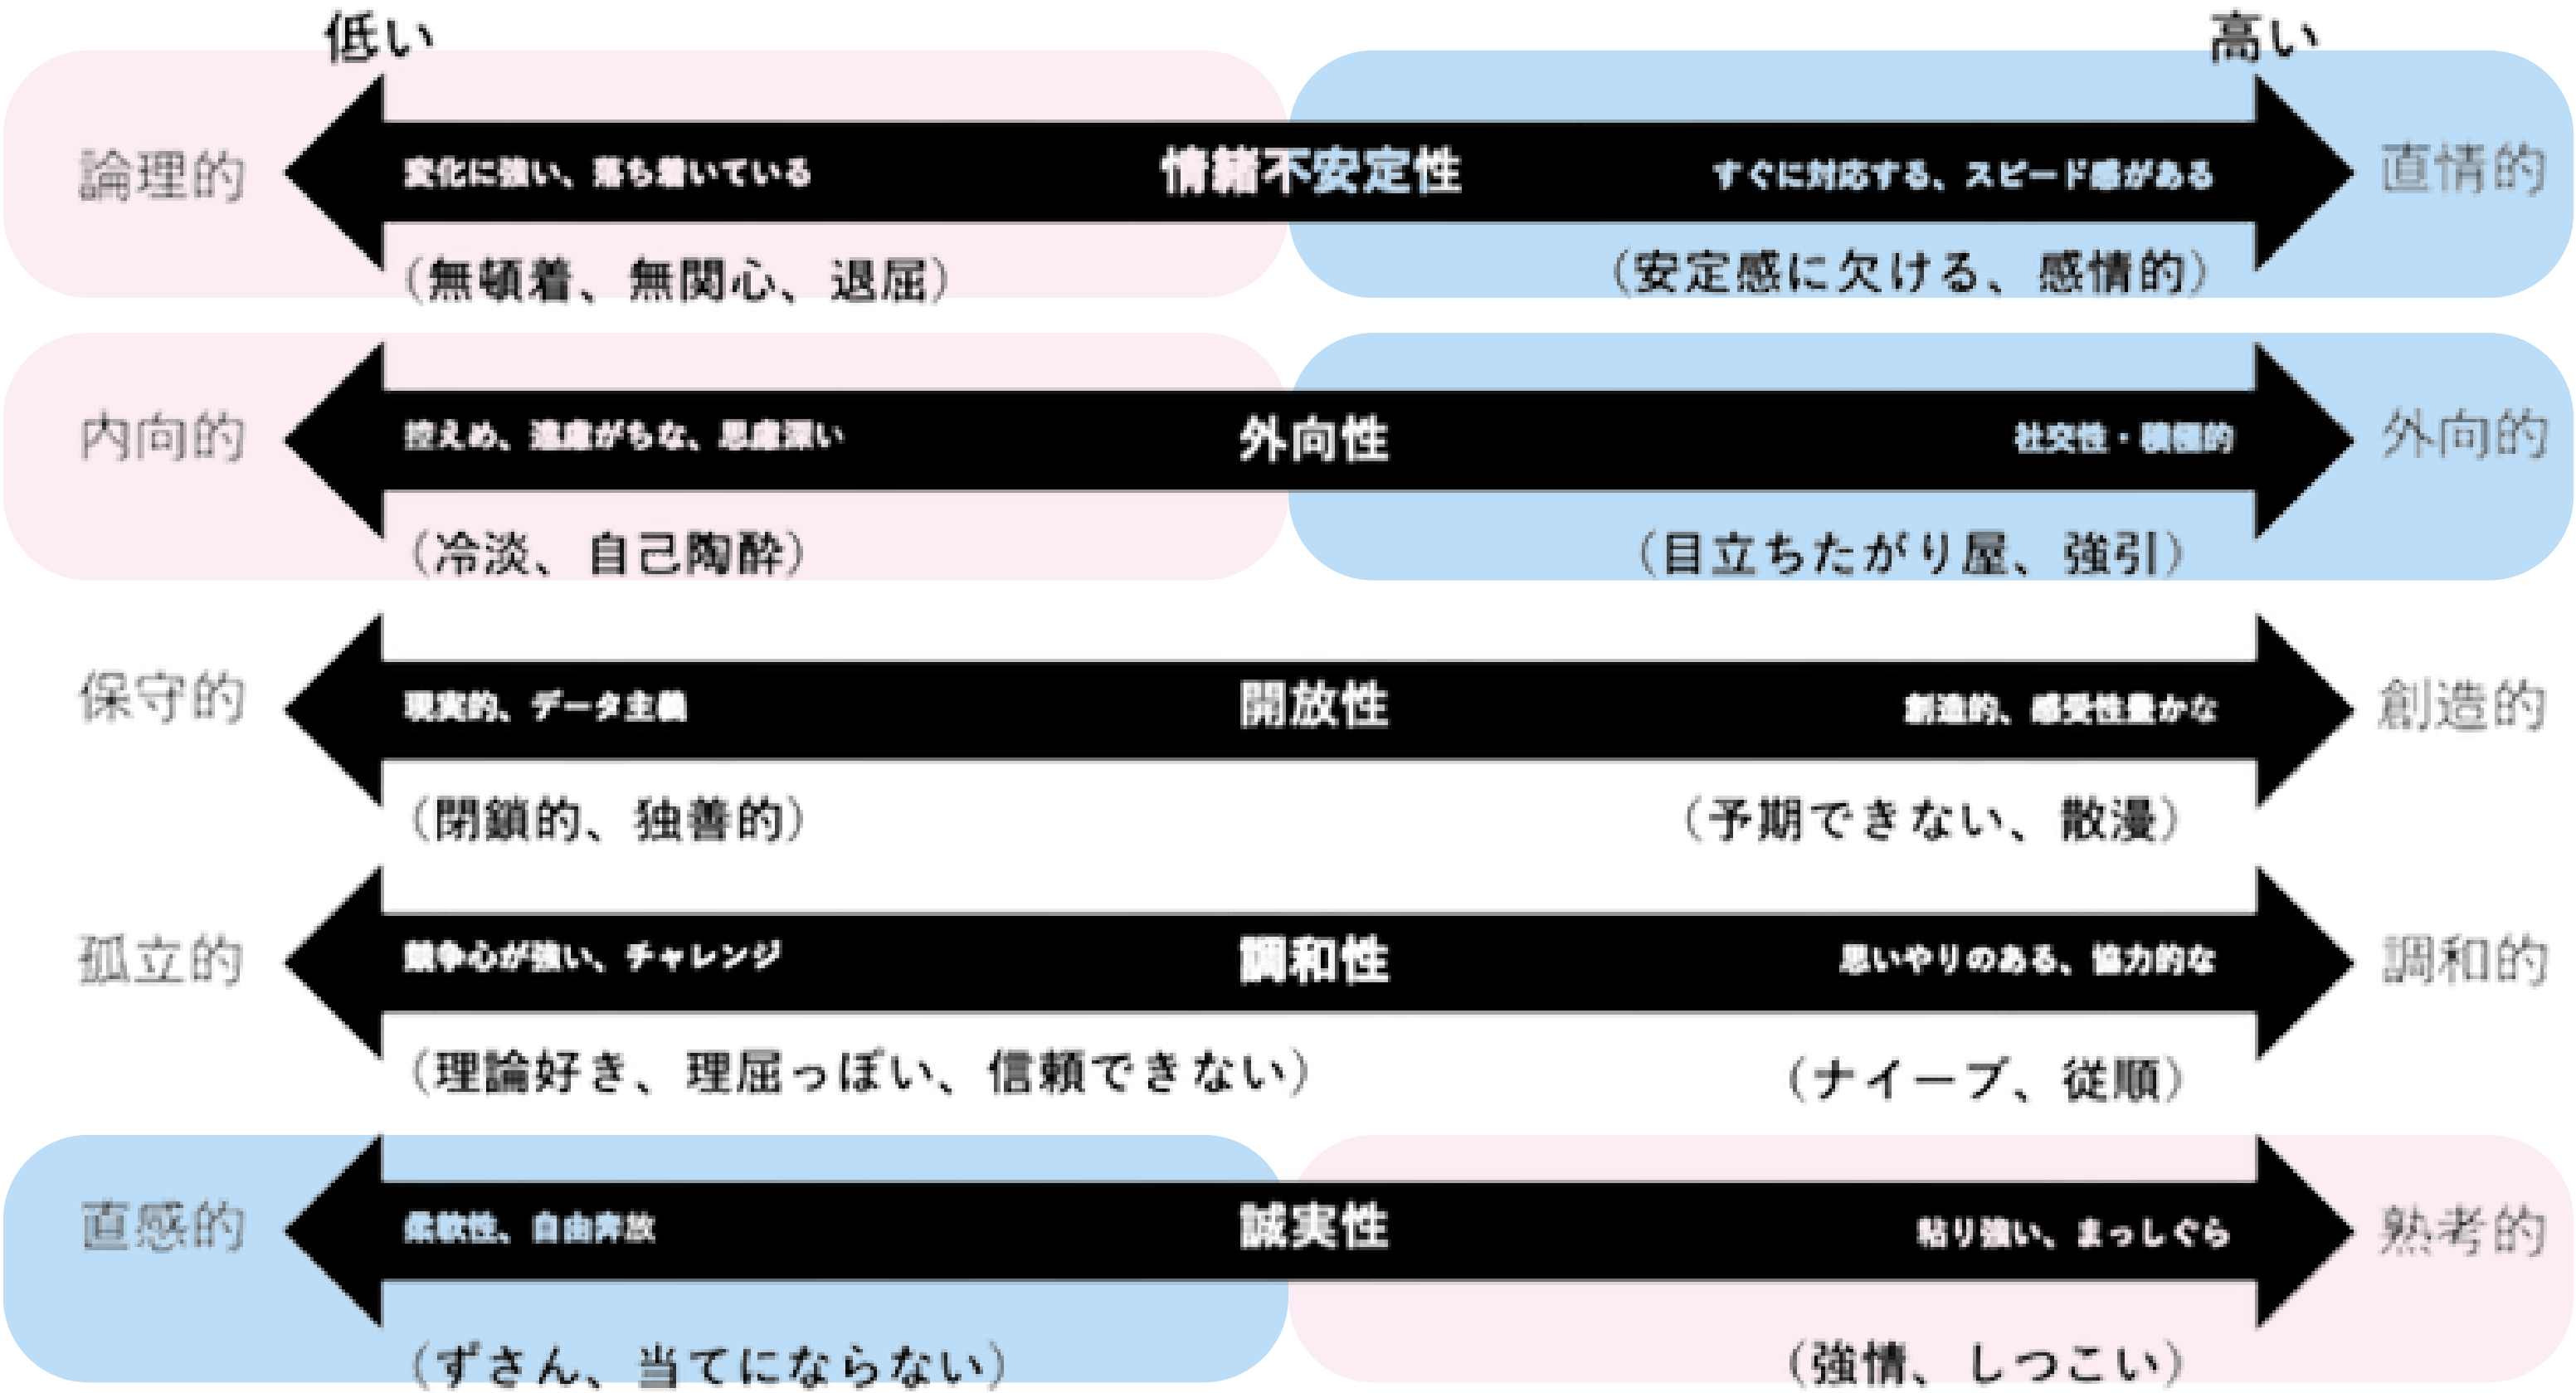 低い 高い
論理的 変化に強い、落ち着いている 情緒不安定性 すぐに対応する、スピード感がある 直情的
（無頓着、無関心、退屈） （安定感に欠ける、感情的）
内向的 控えめ、遠慮がちな、思慮深い 外向性 社交性・積極的 外向的
（冷淡、自己陶酔） （目立ちたがり屋、強引）
保守的 現実的、データ主義 開放性 創造的、感受性豊かな 創造的
（閉鎖的、独善的） （予期できない、散漫）
孤立的 競争心が強い、チャレンジ 調和性 思いやりのある、協力的な 調和的
（理論好き、理屈っぽい、信頼できない） （ナイーブ、従順）
直感的 柔軟性、自由奔放 誠実性 粘り強い、まっしぐら 熟考的
（ずさん、当てにならない） （強情、しつこい）